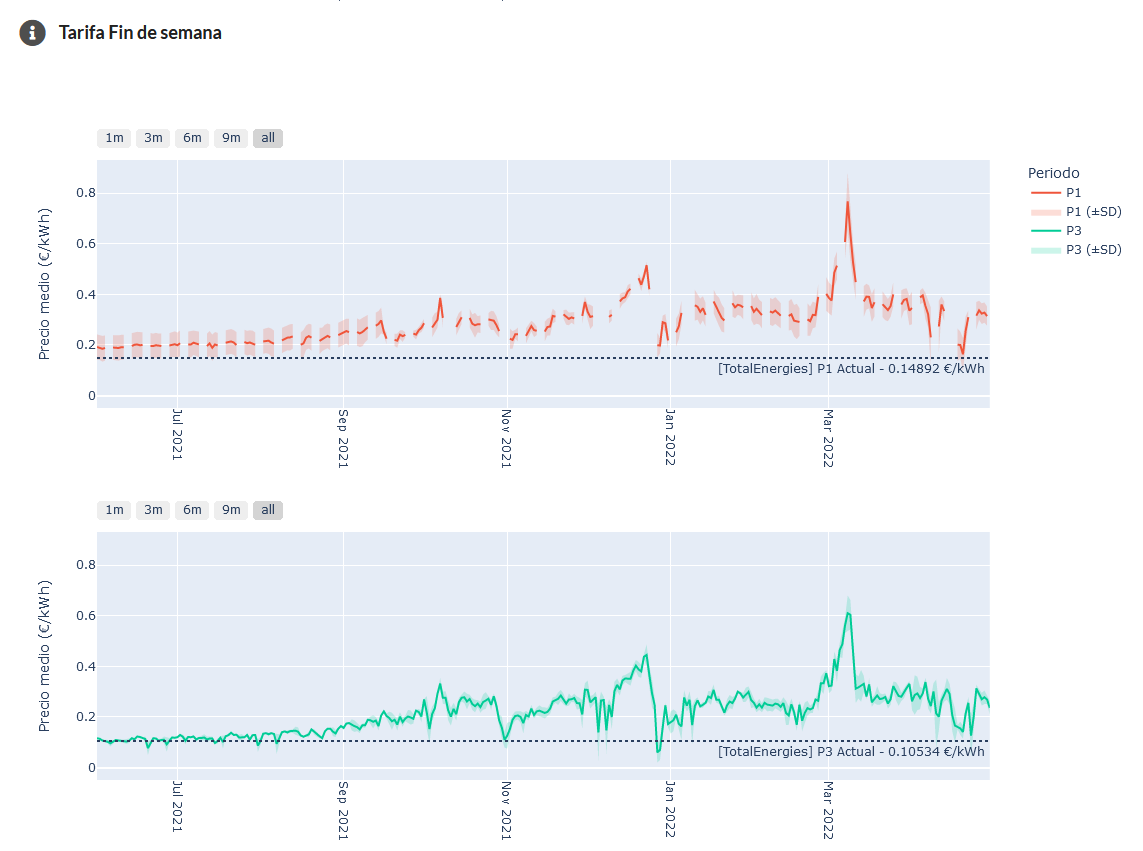 Tarifa Fin de semana
1m 3m 6m 9m all
Periodo
P1
P1 (±SD)
P3
P3 (±SD)
Precio medio (€/kWh)
0.8
0.6
0.4
0.2
0
[TotalEnergies] P1 Actual - 0.14892 €/kWh
Jul 2021
Sep 2021
Nov 2021
Jan 2022
Mar 2022
1m 3m 6m 9m all
Precio medio (€/kWh)
0.8
0.6
0.4
0.2
0
[TotalEnergies] P3 Actual - 0.10534 €/kWh
Jul 2021
Sep 2021
Nov 2021
Jan 2022
Mar 2022